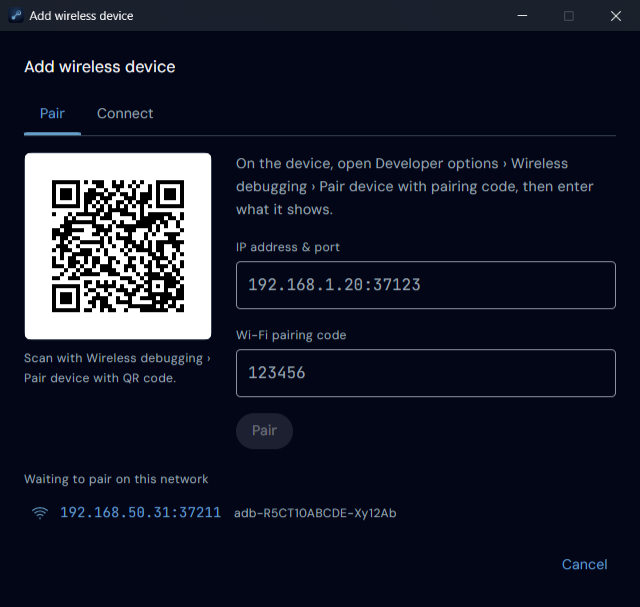 Add wireless device
Add wireless device
Pair
Connect
On the device, open Developer options › Wireless
debugging › Pair device with pairing code, then enter
what it shows.
IP address & port
192.168.1.20:37123
Wi-Fi pairing code
123456
Pair
Scan with Wireless debugging ›
Pair device with QR code.
Waiting to pair on this network
192.168.50.31:37211 adb-R5CT10ABCDE-Xy12Ab
Cancel